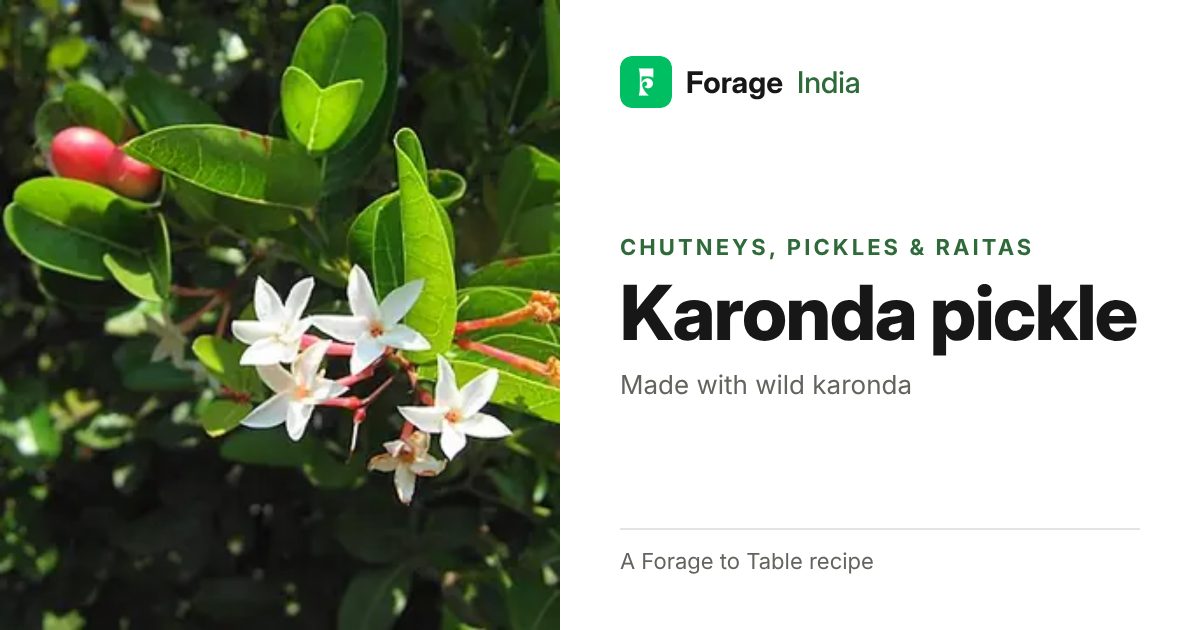 Forage India
CHUTNEYS, PICKLES & RAITAS
Karonda pickle
Made with wild karonda
A Forage to Table recipe